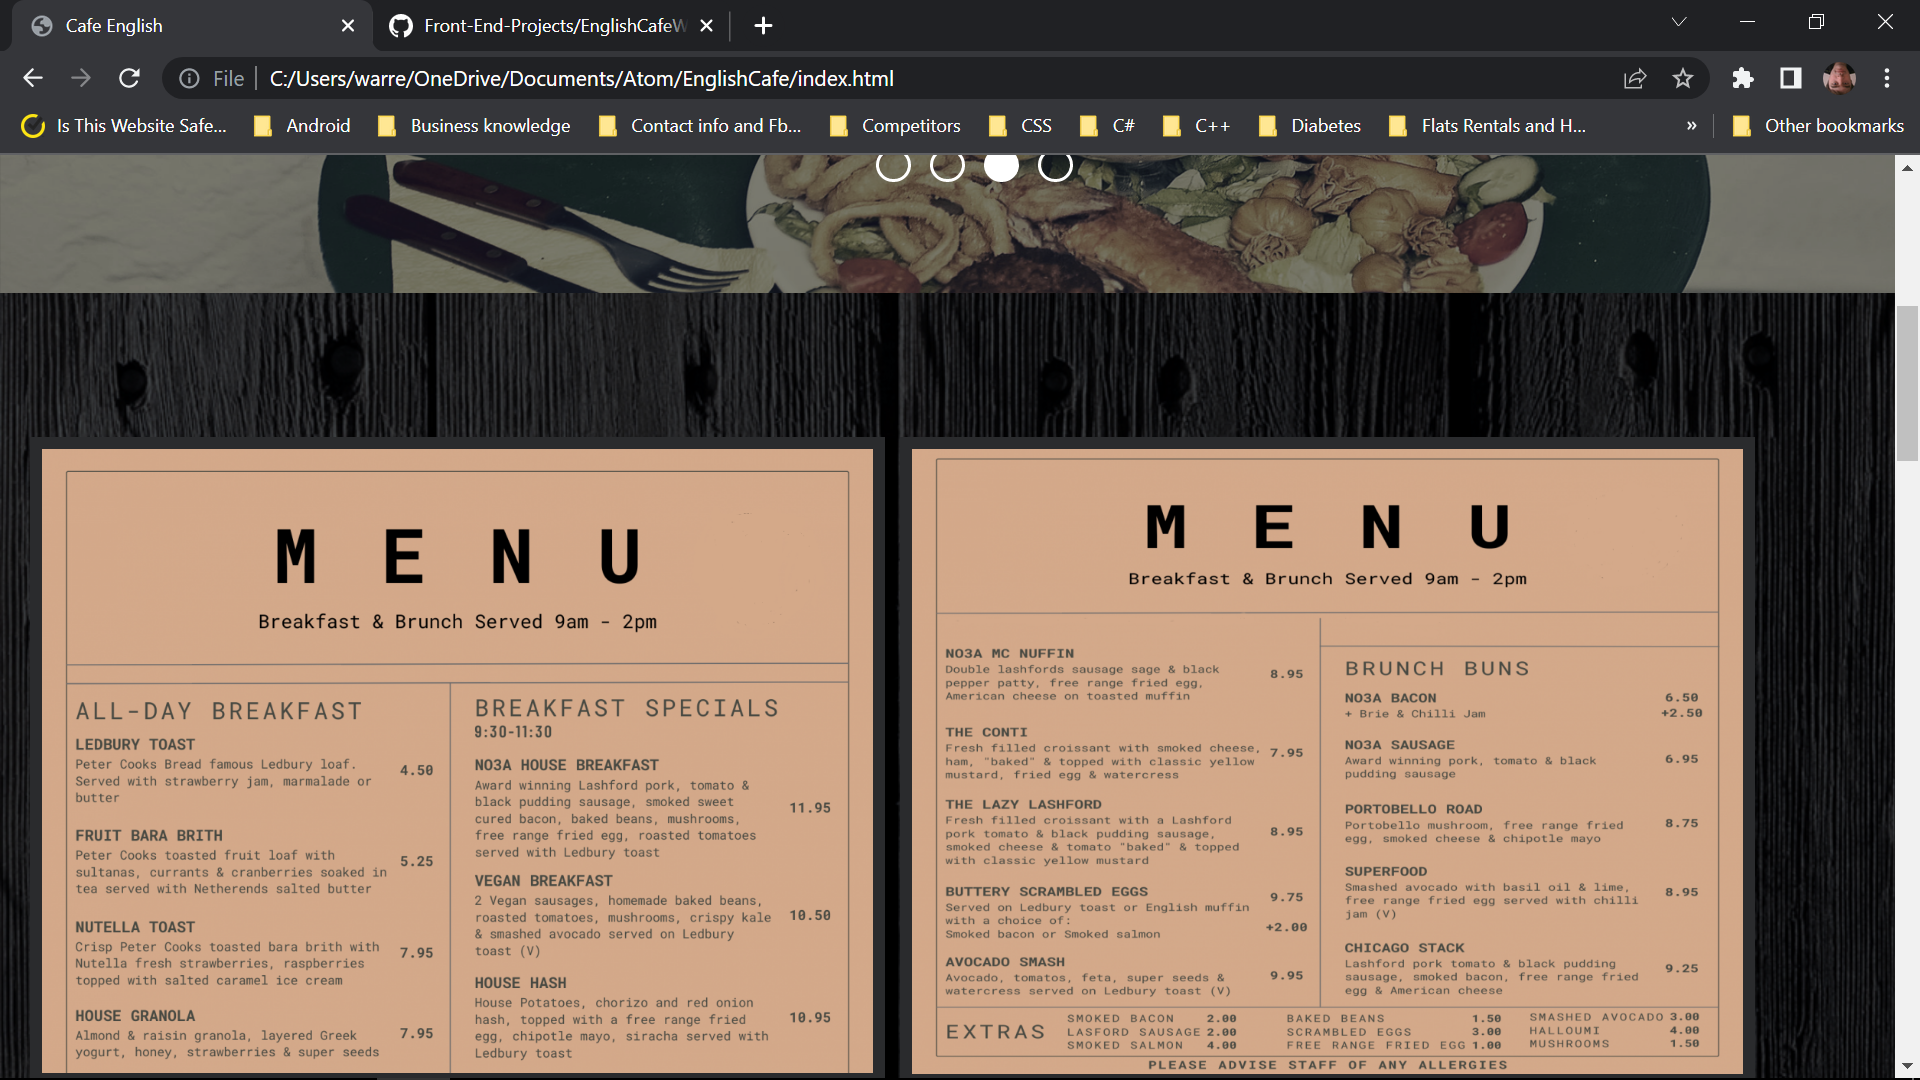 Cafe English
Front-End-Projects/EnglishCafeW
File
C:/Users/warre/OneDrive/Documents/Atom/EnglishCafe/index.html
Is This Website Safe...
Android
Business knowledge
Contact info and Fb...
Competitors
CSS
C#
C++
Diabetes
Flats Rentals and H...
»
Other bookmarks
MENU
Breakfast & Brunch Served 9am - 2pm
ALL-DAY BREAKFAST
LEDBURY TOAST
Peter Cooks Bread famous Ledbury loaf.
Served with strawberry jam, marmalade or 4.50
butter
FRUIT BARA BRITH
Peter Cooks toasted fruit loaf with 5.25
sultanas, currants & cranberries soaked in
tea served with Netherends salted butter
NUTELLA TOAST
Crisp Peter Cooks toasted bara brith with 7.95
Nutella fresh strawberries, raspberries
topped with salted caramel ice cream
HOUSE GRANOLA
Almond & raisin granola, layered Greek 7.95
yogurt, honey, strawberries & super seeds
BREAKFAST SPECIALS
9:30-11:30
NO3A HOUSE BREAKFAST
Award winning Lashford pork, tomato &
black pudding sausage, smoked sweet 11.95
cured bacon, baked beans, mushrooms,
free range fried egg, roasted tomatoes
served with Ledbury toast
VEGAN BREAKFAST
2 Vegan sausages, homemade baked beans,
roasted tomatoes, mushrooms, crispy kale 10.50
& smashed avocado served on Ledbury
toast (V)
HOUSE HASH
House Potatoes, chorizo and red onion
hash, topped with a free range fried 10.95
egg, chipotle mayo, siracha served with
Ledbury toast
MENU
Breakfast & Brunch Served 9am - 2pm
NO3A MC NUFFIN
Double lashfords sausage sage & black 8.95
pepper patty, free range fried egg,
American cheese on toasted muffin
THE CONTI
Fresh filled croissant with smoked cheese, 7.95
ham, "baked" & topped with classic yellow
mustard, fried egg & watercress
THE LAZY LASHFORD
Fresh filled croissant with a Lashford
pork tomato & black pudding sausage, 8.95
smoked cheese & tomato "baked" & topped
with classic yellow mustard
BUTTERY SCRAMBLED EGGS 9.75
Served on Ledbury toast or English muffin
with a choice of:
Smoked bacon or Smoked salmon +2.00
AVOCADO SMASH
Avocado, tomatos, feta, super seeds & 9.95
watercress served on Ledbury toast (V)
BRUNCH BUNS
NO3A BACON 6.50
+ Brie & Chilli Jam +2.50
NO3A SAUSAGE
Award winning pork, tomato & black 6.95
pudding sausage
PORTOBELLO ROAD
Portobello mushroom, free range fried 8.75
egg, smoked cheese & chipotle mayo
SUPERFOOD
Smashed avocado with basil oil & lime, 8.95
free range fried egg served with chilli
jam (V)
CHICAGO STACK
Lashford pork tomato & black pudding 9.25
sausage, smoked bacon, free range fried
egg & American cheese
EXTRAS
SMOKED BACON 2.00
LASFORD SAUSAGE 2.00
SMOKED SALMON 4.00
BAKED BEANS 1.50
SCRAMBLED EGGS 3.00
FREE RANGE FRIED EGG 1.00
SMASHED AVOCADO 3.00
HALLOUMI 4.00
MUSHROOMS 1.50
PLEASE ADVISE STAFF OF ANY ALLERGIES